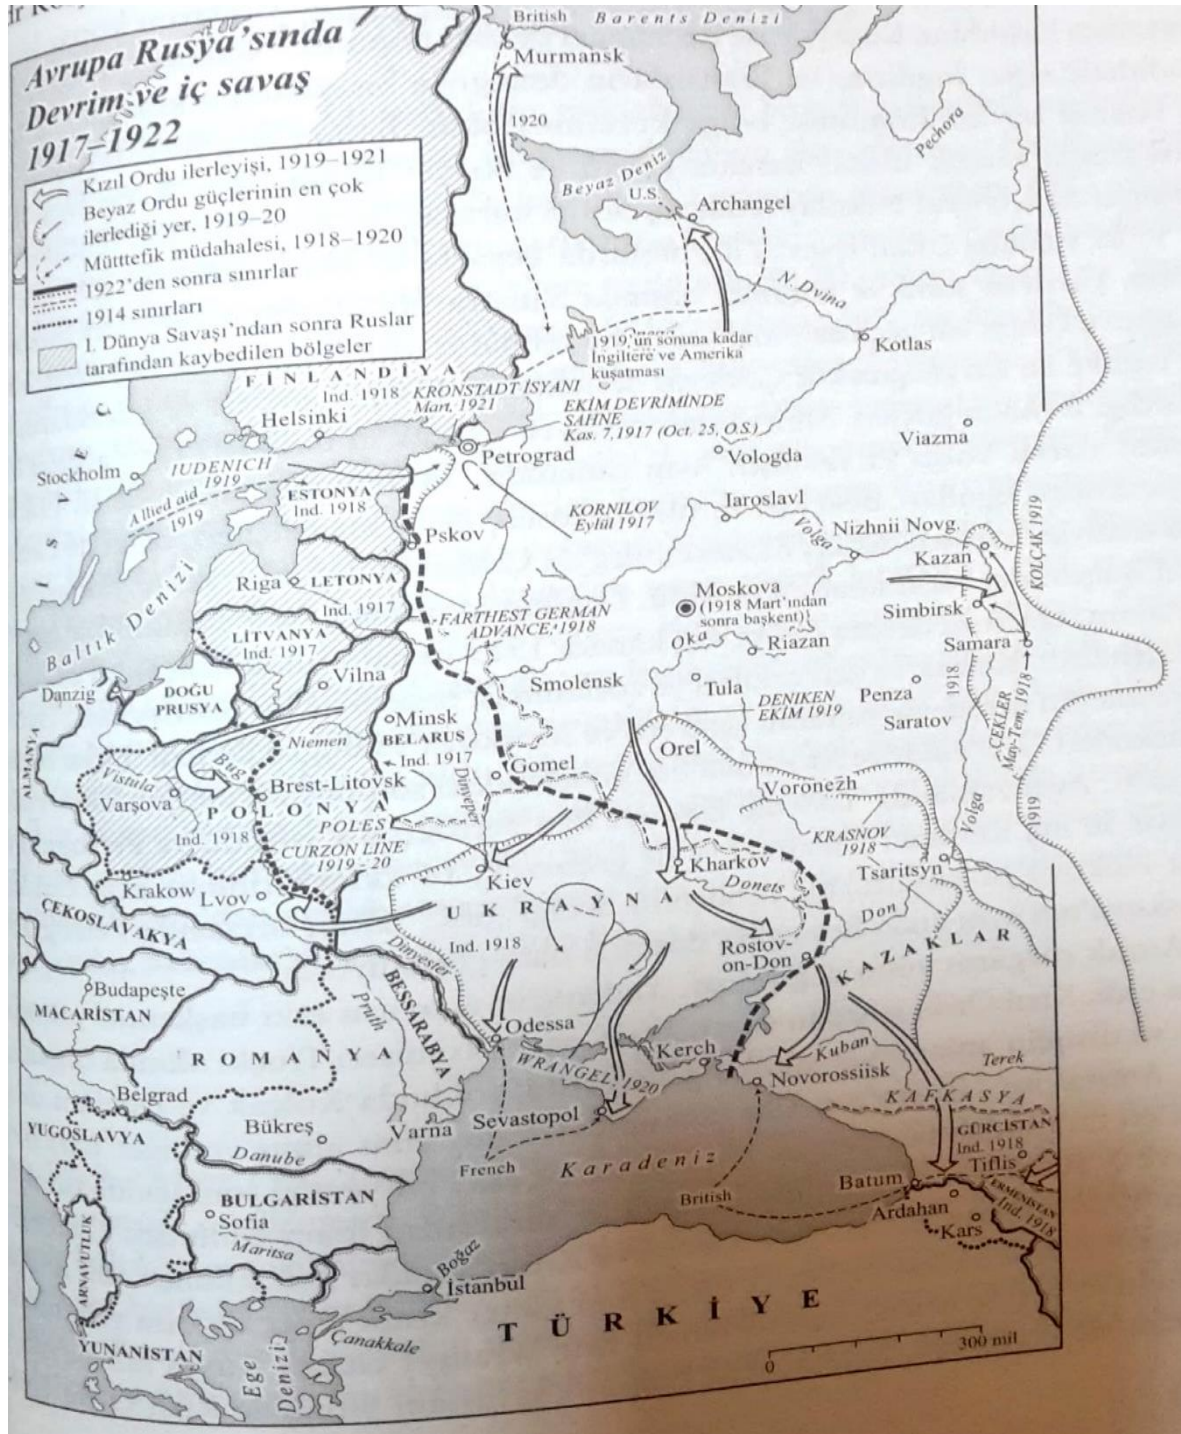 Avrupa Rusya'sında
Devrim ve iç savaş
1917–1922
Kızıl Ordu ilerleyişi, 1919–1921
Beyaz Ordu güçlerinin en çok
ilerlediği yer, 1919–20
Mütttefik müdahalesi, 1918–1920
1922'den sonra sınırlar
1914 sınırları
I. Dünya Savaşı'ndan sonra Ruslar
tarafından kaybedilen bölgeler
British
Barents Denizi
Murmansk
1920
Pechora
Beyaz Deniz
U.S.
Archangel
N. Dvina
1919,'un sonuna kadar
İngiltere ve Amerika
kuşatması
Kotlas
FİNLANDİYA
Ind. 1918
KRONSTADT İSYANI
Mart, 1921
EKİM DEVRİMİNDE
SAHNE
Kas. 7,1917 (Oct. 25, O.S.)
Helsinki
Petrograd
Vologda
Viazma
İSVEÇ
Stockholm
IUDENICH
1919
Allied aid
1919
ESTONYA
Ind. 1918
KORNILOV
Eylül 1917
Iaroslavl
Volga
Nizhnii Novg.
Kazan
KOLÇAK 1919
Pskov
Baltık Denizi
Riga
LETONYA
Ind. 1917
Moskova
(1918 Mart'ından
sonra başkent)
Simbirsk
FARTHEST GERMAN
ADVANCE, 1918
LİTVANYA
Ind. 1917
Oka
Riazan
Samara
Vilna
Smolensk
Tula
Penza
1918
ÇEKLER
May-Tem. 1918
Danzig
DOĞU
PRUSYA
DENIKEN
EKİM 1919
Saratov
Minsk
BELARUS
Ind. 1917
Niemen
Orel
ALMANYA
Vistula
Bug
Gomel
Dinyeper
Voronezh
Volga
1919
Varşova
Brest-Litovsk
POLONYA
Ind. 1918
POLES
CURZON LINE
1919–20
KRASNOV
1918
Kiev
Kharkov
Tsaritsyn
Donets
Krakow
Lvov
UKRAYNA
Ind. 1918
Don
ÇEKOSLAVAKYA
Dinyester
Rostov-
on-Don
KAZAKLAR
Budapeşte
MACARİSTAN
Pruth
BESSARABYA
Odessa
ROMANYA
WRANGEL, 1920
Kerch
Kuban
Terek
Novorossiisk
Belgrad
Sevastopol
KAFKASYA
YUGOSLAVYA
Bükreş
Varna
GÜRCİSTAN
Ind. 1918
Danube
French
Karadeniz
Tiflis
British
Batum
ERMENİSTAN
Ind. 1918
BULGARİSTAN
Sofia
Ardahan
Kars
Maritsa
ARNAVUTLUK
Boğaz
İstanbul
TÜRKİYE
YUNANİSTAN
Ege
Denizi
Çanakkale
0
300 mil